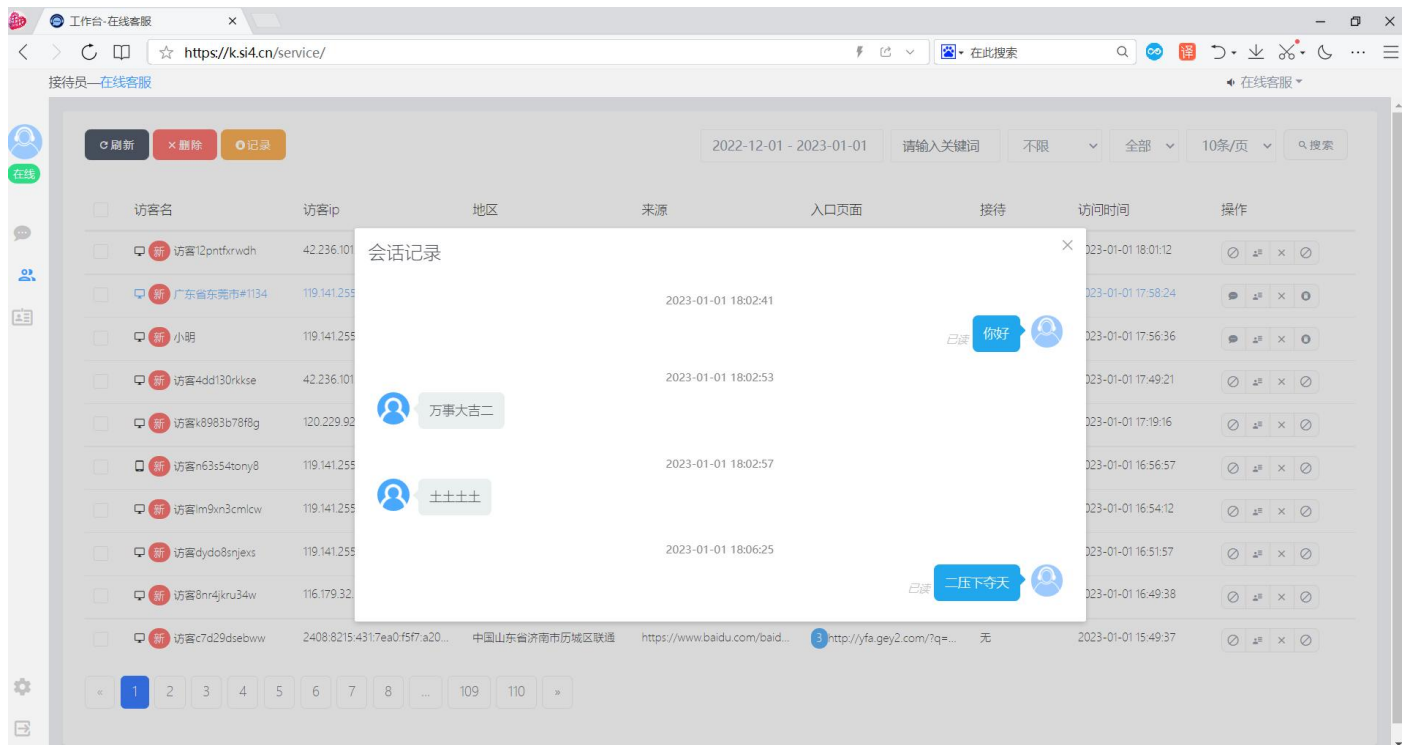 工作台-在线客服
https://k.si4.cn/service/
在此搜索
译
接待员—在线客服
在线客服
刷新 删除 记录
2022-12-01 - 2023-01-01 请输入关键词 不限 全部 10条/页 搜索
在线
访客名 访客ip 地区 来源 入口页面 接待 访问时间 操作
新 访客12pntfxrwdh 42.236.101 023-01-01 18:01:12
新 广东省东莞市#1134 119.141.255 023-01-01 17:58:24
新 小明 119.141.255 023-01-01 17:56:36
新 访客4dd130rkkse 42.236.101 023-01-01 17:49:21
新 访客k8983b78f8g 120.229.92 023-01-01 17:19:16
新 访客n63s54tony8 119.141.255 023-01-01 16:56:57
新 访客lm9xn3cmlcw 119.141.255 023-01-01 16:54:12
新 访客dydo8snjexs 119.141.255 023-01-01 16:51:57
新 访客8nr4jkru34w 116.179.32. 023-01-01 16:49:38
新 访客c7d29dsebww 2408:8215:431:7ea0:f5f7:a20... 中国山东省济南市历城区联通 https://www.baidu.com/baid... 3 http://yfa.gey2.com/?q=... 无 2023-01-01 15:49:37
会话记录
2023-01-01 18:02:41
已读 你好
2023-01-01 18:02:53
万事大吉二
2023-01-01 18:02:57
土土土土
2023-01-01 18:06:25
已读 二压下夺天
« 1 2 3 4 5 6 7 8 ... 109 110 »